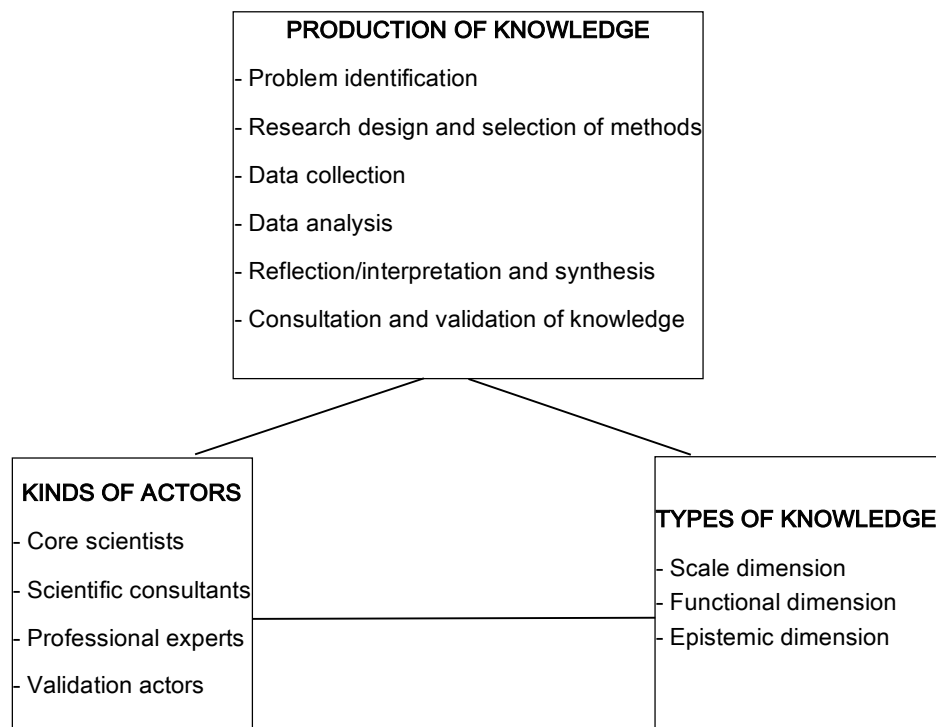 PRODUCTION OF KNOWLEDGE
- Problem identification
- Research design and selection of methods
- Data collection
- Data analysis
- Reflection/interpretation and synthesis
- Consultation and validation of knowledge
KINDS OF ACTORS
- Core scientists
- Scientific consultants
- Professional experts
- Validation actors
TYPES OF KNOWLEDGE
- Scale dimension
- Functional dimension
- Epistemic dimension